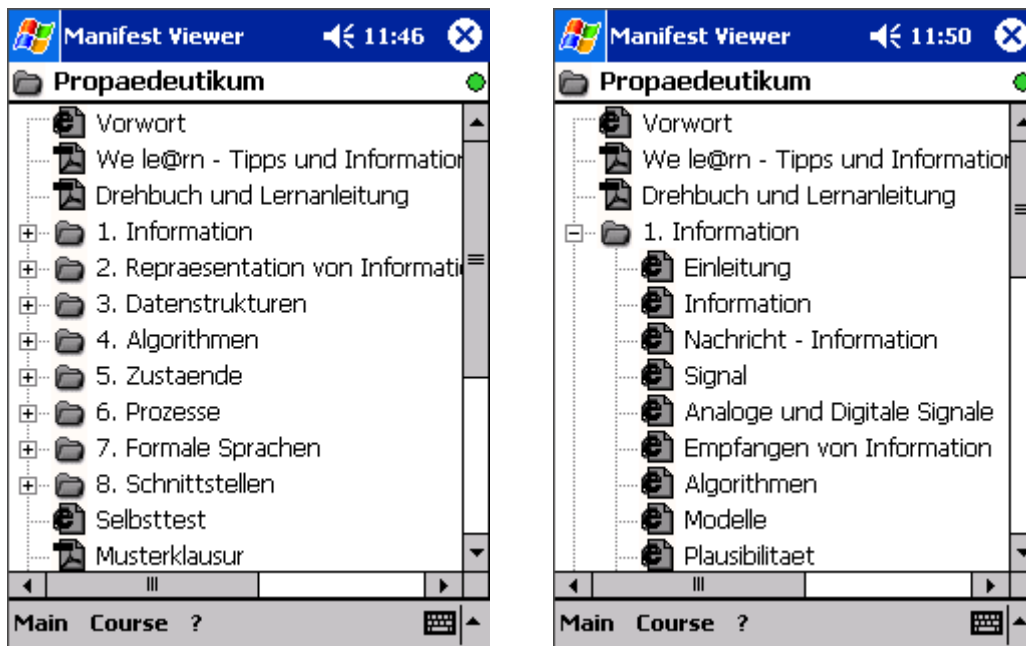 Manifest Viewer 11:46
Propaedeutikum
Vorwort
We le@rn - Tipps und Information
Drehbuch und Lernanleitung
1. Information
2. Repraesentation von Informati
3. Datenstrukturen
4. Algorithmen
5. Zustaende
6. Prozesse
7. Formale Sprachen
8. Schnittstellen
Selbsttest
Musterklausur
Main Course ?
Manifest Viewer 11:50
Propaedeutikum
Vorwort
We le@rn - Tipps und Information
Drehbuch und Lernanleitung
1. Information
Einleitung
Information
Nachricht - Information
Signal
Analoge und Digitale Signale
Empfangen von Information
Algorithmen
Modelle
Plausibilitaet
Main Course ?